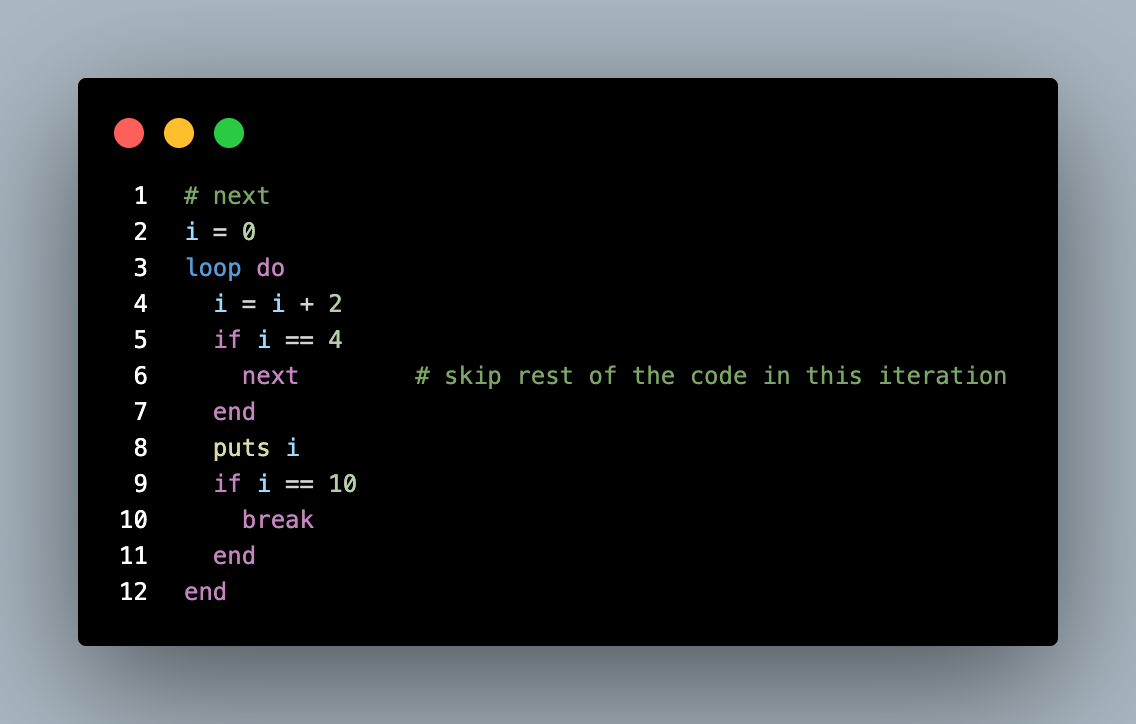 1 # next
2 i = 0
3 loop do
4   i = i + 2
5   if i == 4
6     next        # skip rest of the code in this iteration
7   end
8   puts i
9   if i == 10
10     break
11   end
12 end